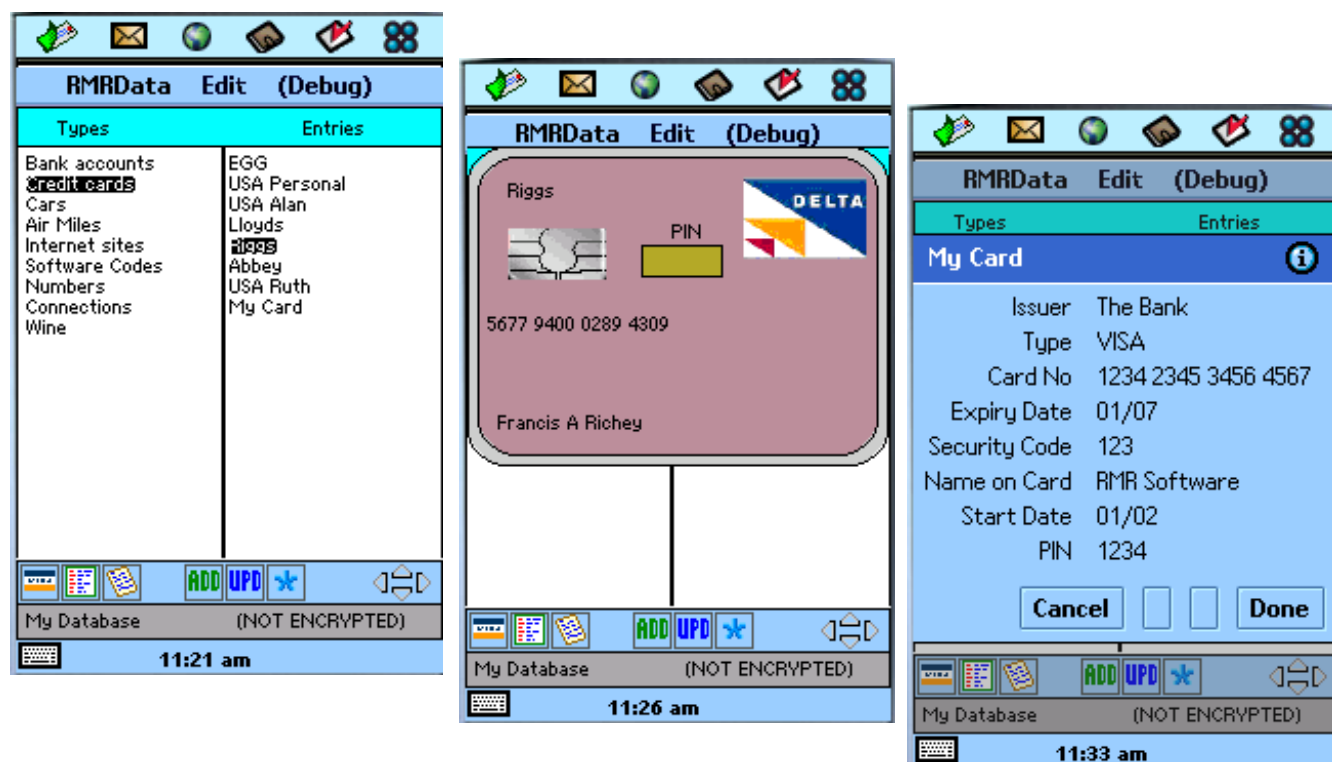 RMRData Edit (Debug)
Types Entries
Bank accounts
Credit cards
Cars
Air Miles
Internet sites
Software Codes
Numbers
Connections
Wine
EGG
USA Personal
USA Alan
Lloyds
Riggs
Abbey
USA Ruth
My Card
VISA
ADD UPD
My Database (NOT ENCRYPTED)
11:21 am
RMRData Edit (Debug)
Riggs
DELTA
PIN
5677 9400 0289 4309
Francis A Richey
VISA
ADD UPD
My Database (NOT ENCRYPTED)
11:26 am
RMRData Edit (Debug)
Types Entries
My Card
Issuer The Bank
Type VISA
Card No 1234 2345 3456 4567
Expiry Date 01/07
Security Code 123
Name on Card RMR Software
Start Date 01/02
PIN 1234
Cancel Done
VISA
ADD UPD
My Database (NOT ENCRYPTED)
11:33 am